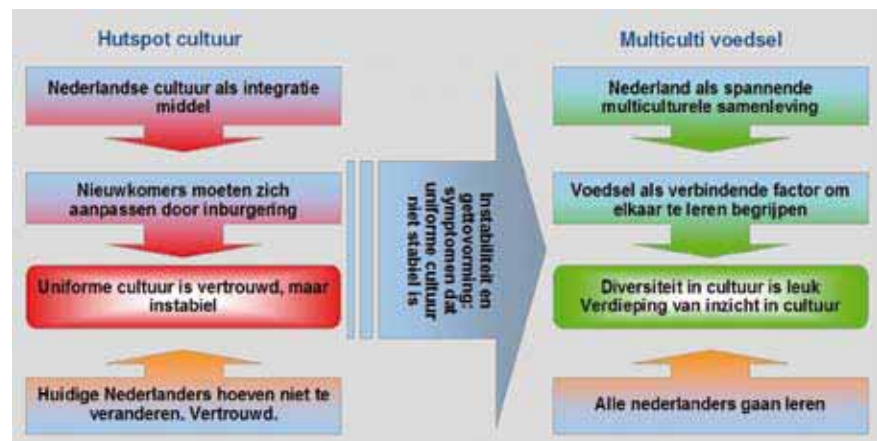 Hutspot cultuur
Nederlandse cultuur als integratie
middel
Nieuwkomers moeten zich
aanpassen door inburgering
Uniforme cultuur is vertrouwd, maar
instabiel
Huidige Nederlanders hoeven niet te
veranderen. Vertrouwd.
Instabiliteit en
gettovorming:
symptomen dat
uniforme cultuur
niet stabiel is
Multiculti voedsel
Nederland als spannende
multiculturele samenleving
Voedsel als verbindende factor om
elkaar te leren begrijpen
Diversiteit in cultuur is leuk
Verdieping van inzicht in cultuur
Alle nederlanders gaan leren